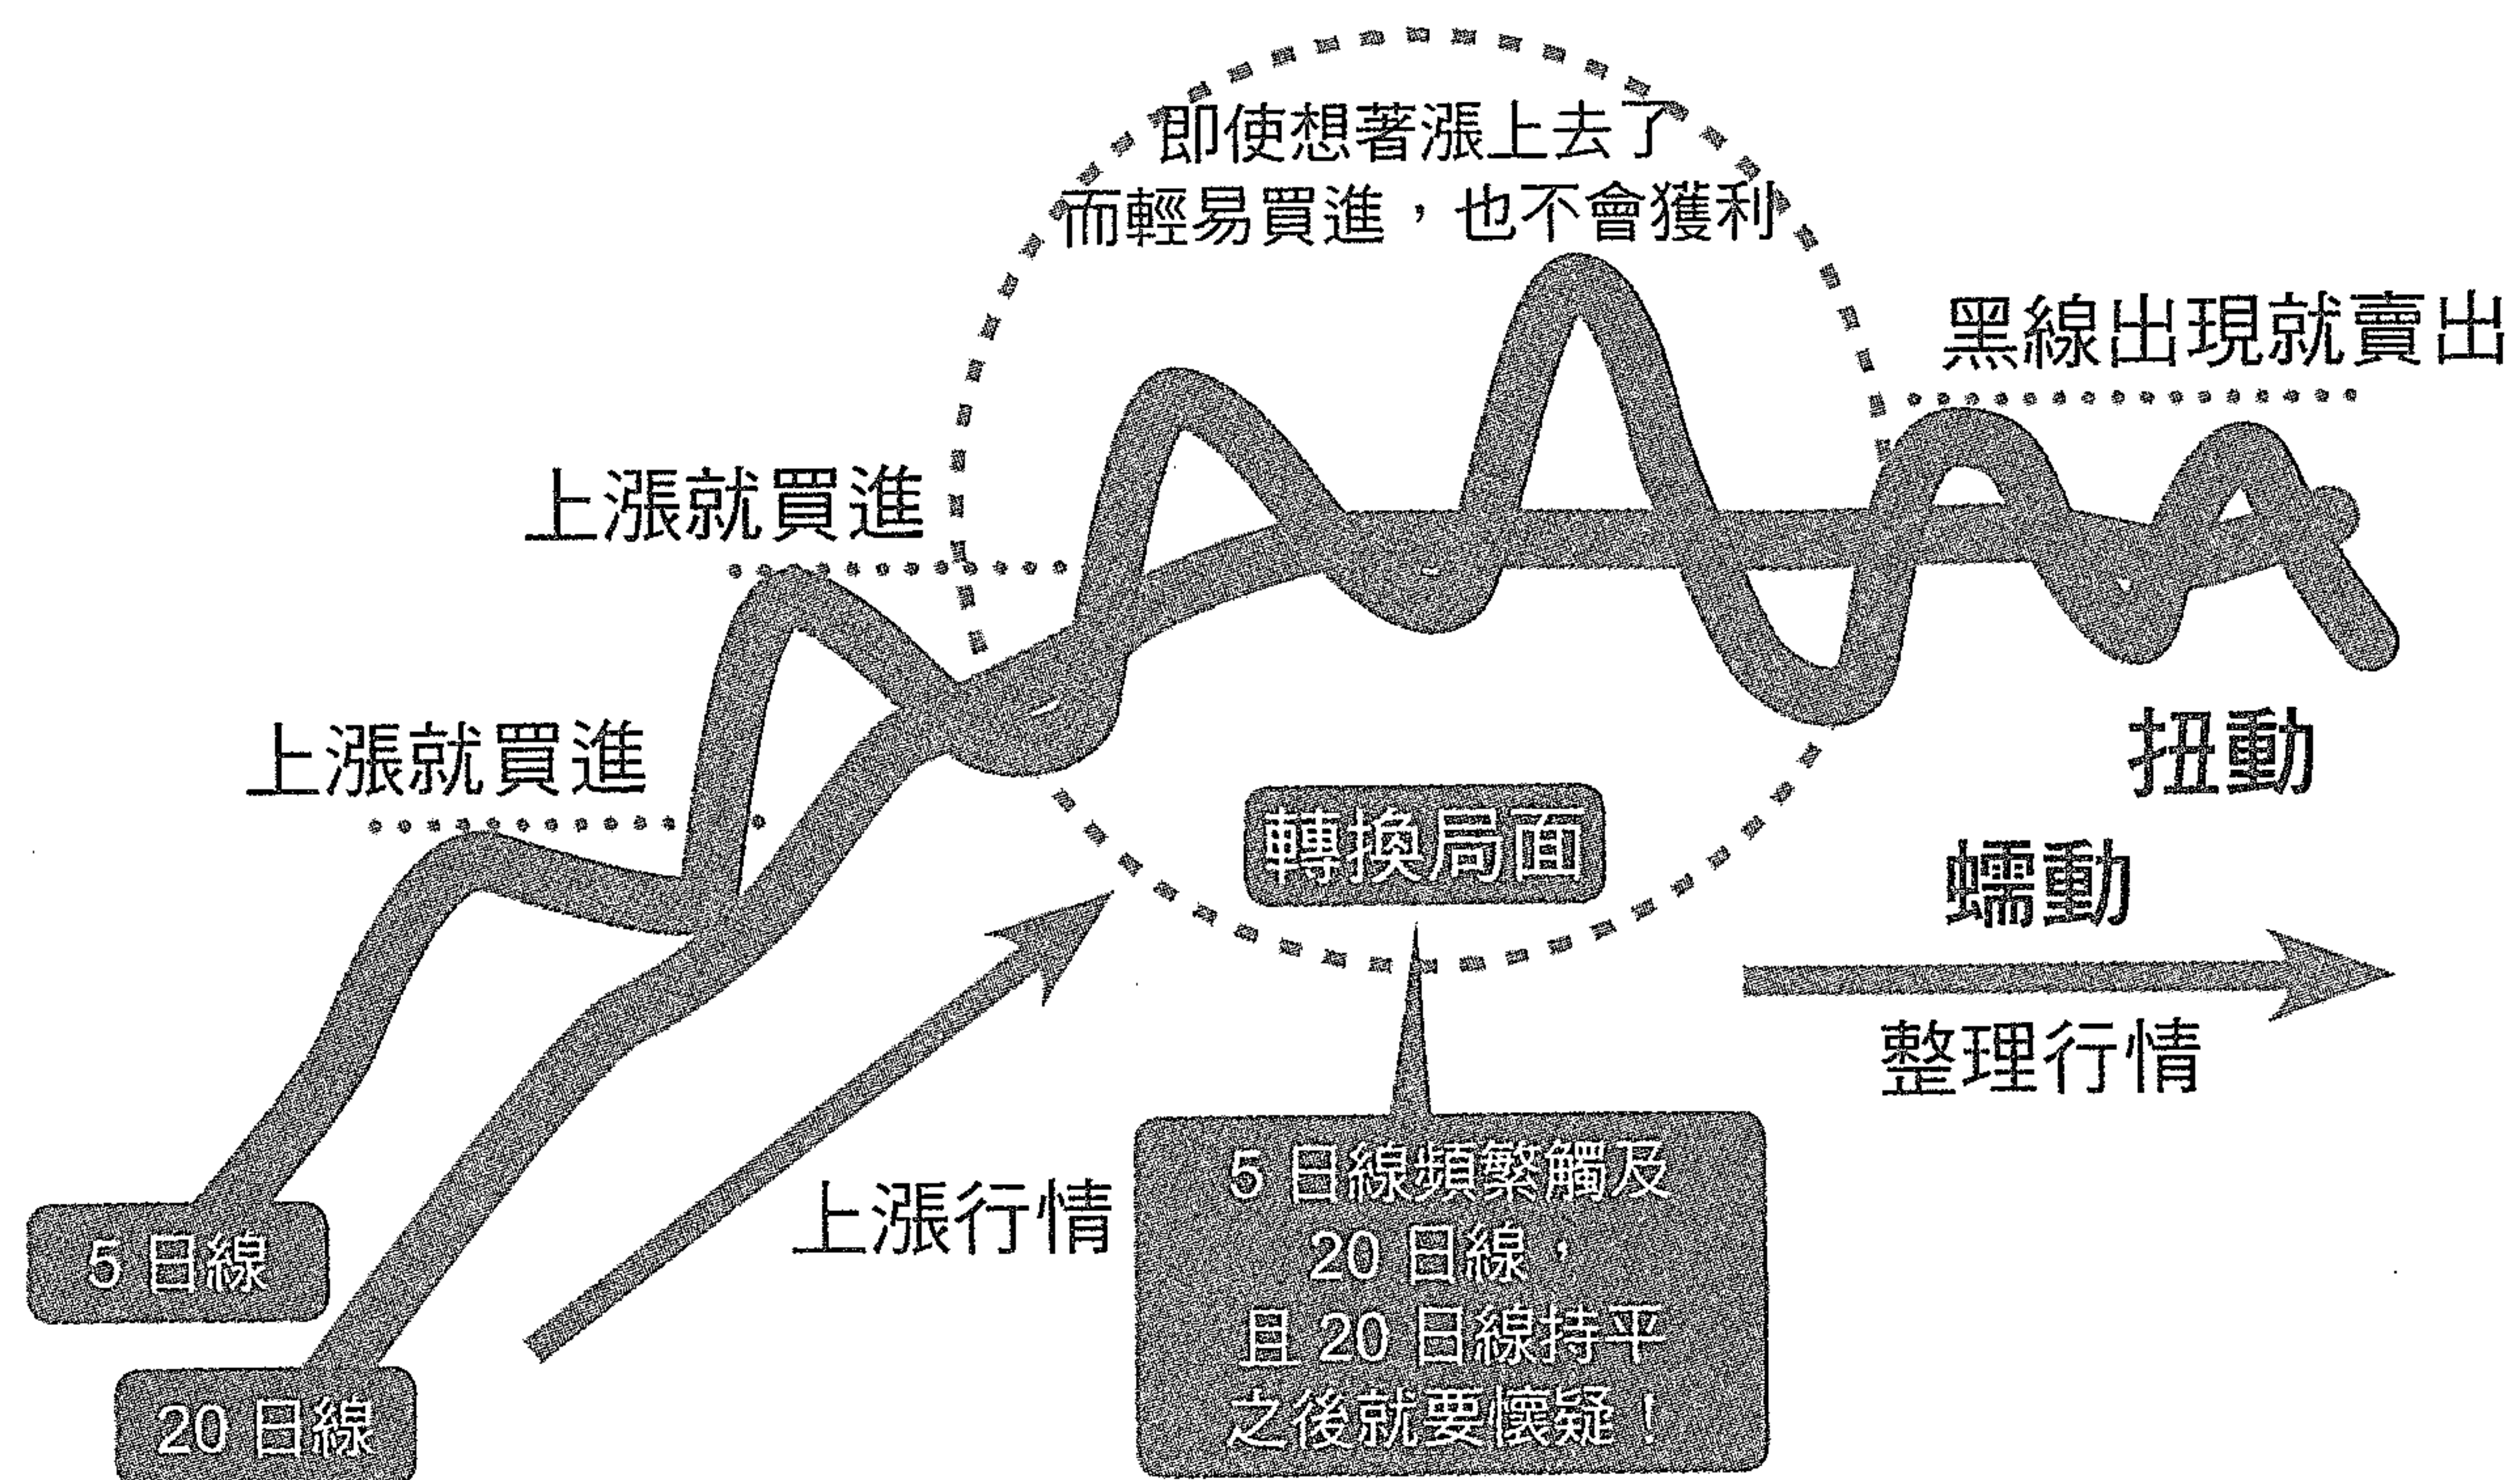 即使想著漲上去了
而輕易買進，也不會獲利
黑線出現就賣出
上漲就買進
上漲就買進
扭動
轉換局面
蠕動
整理行情
上漲行情
5 日線頻繁觸及
20 日線，
且 20 日線持平
之後就要懷疑！
5 日線
20 日線